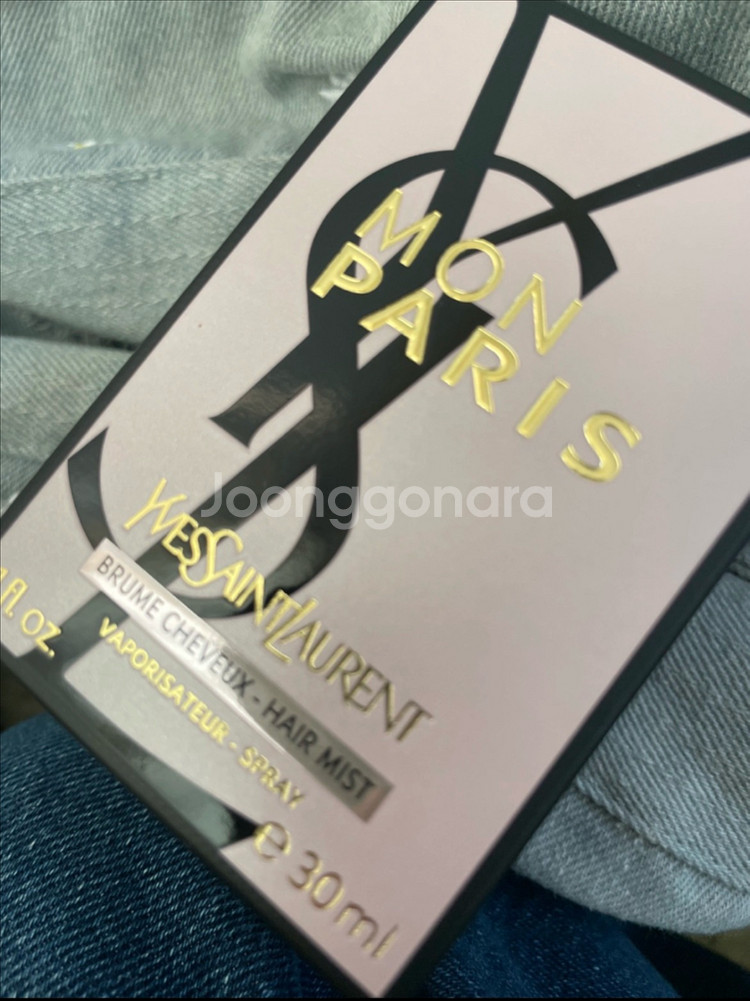 MON
PARIS
Joonggonara
YVESSAINTLAURENT
BRUME CHEVEUX - HAIR MIST
VAPORISATEUR - SPRAY
fl. OZ.
e 30 ml